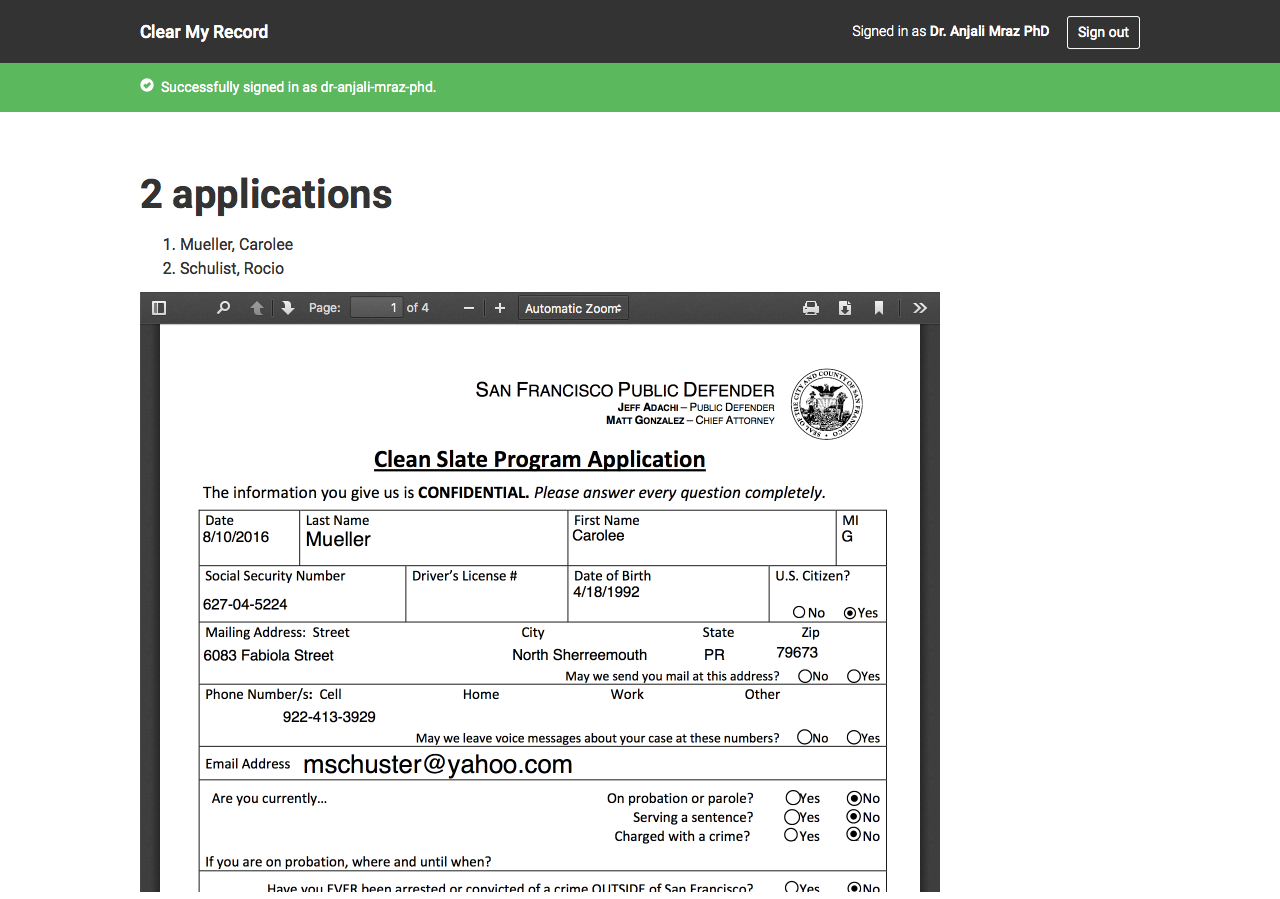 Clear My Record
Signed in as Dr. Anjali Mraz PhD
Sign out
Successfully signed in as dr-anjali-mraz-phd.
2 applications
1. Mueller, Carolee
2. Schulist, Rocio
Page: 1 of 4
Automatic Zoom
SAN FRANCISCO PUBLIC DEFENDER
JEFF ADACHI – PUBLIC DEFENDER
MATT GONZALEZ – CHIEF ATTORNEY
SEAL OF THE CITY AND COUNTY OF SAN FRANCISCO
Clean Slate Program Application
The information you give us is CONFIDENTIAL. Please answer every question completely.
Date Last Name First Name MI
8/10/2016 Mueller Carolee G
Social Security Number Driver's License # Date of Birth U.S. Citizen?
627-04-5224 4/18/1992
No Yes
Mailing Address: Street City State Zip
6083 Fabiola Street North Sherreemouth PR 79673
May we send you mail at this address? No Yes
Phone Number/s: Cell Home Work Other
922-413-3929
May we leave voice messages about your case at these numbers? No Yes
Email Address mschuster@yahoo.com
Are you currently... On probation or parole? Yes No
Serving a sentence? Yes No
Charged with a crime? Yes No
If you are on probation, where and until when?
Have you EVER been arrested or convicted of a crime OUTSIDE of San Francisco? Yes No